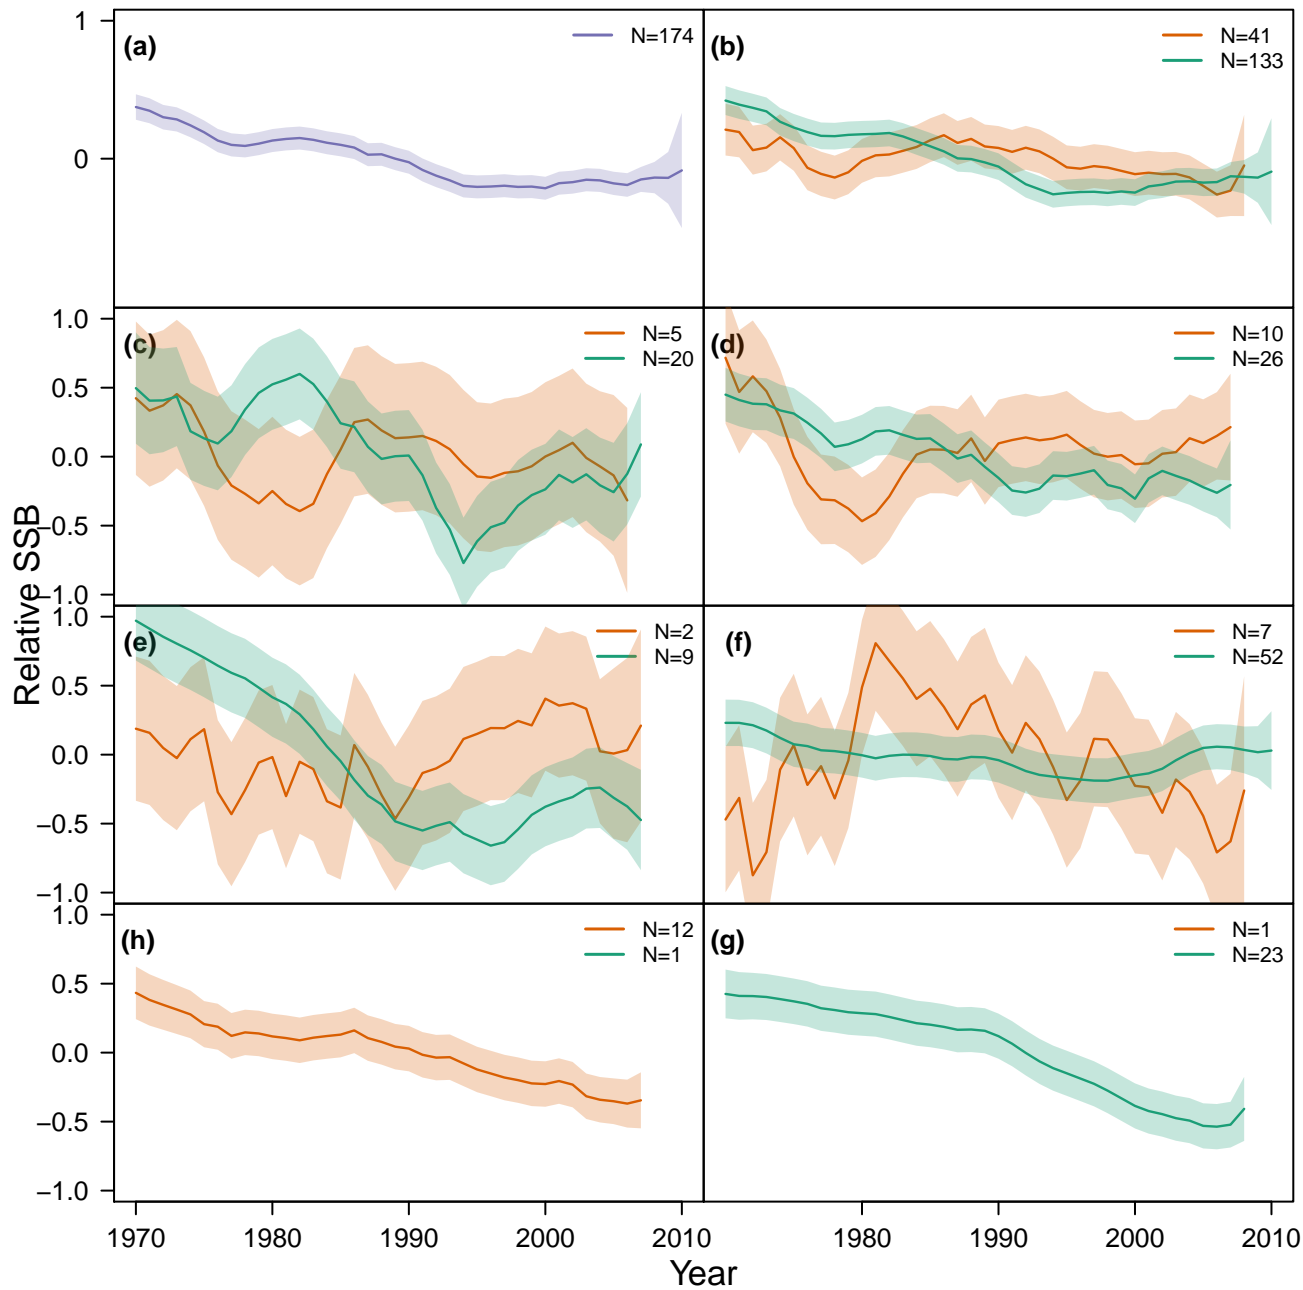 (a)
N=174
1
0
(b)
N=41
N=133
(c)
N=5
N=20
1.0
0.5
0.0
−0.5
−1.0
(d)
N=10
N=26
(e)
N=2
N=9
1.0
0.5
0.0
−0.5
−1.0
(f)
N=7
N=52
(h)
N=12
N=1
1.0
0.5
0.0
−0.5
−1.0
(g)
N=1
N=23
1970 1980 1990 2000 2010
1980 1990 2000 2010
Relative SSB
Year